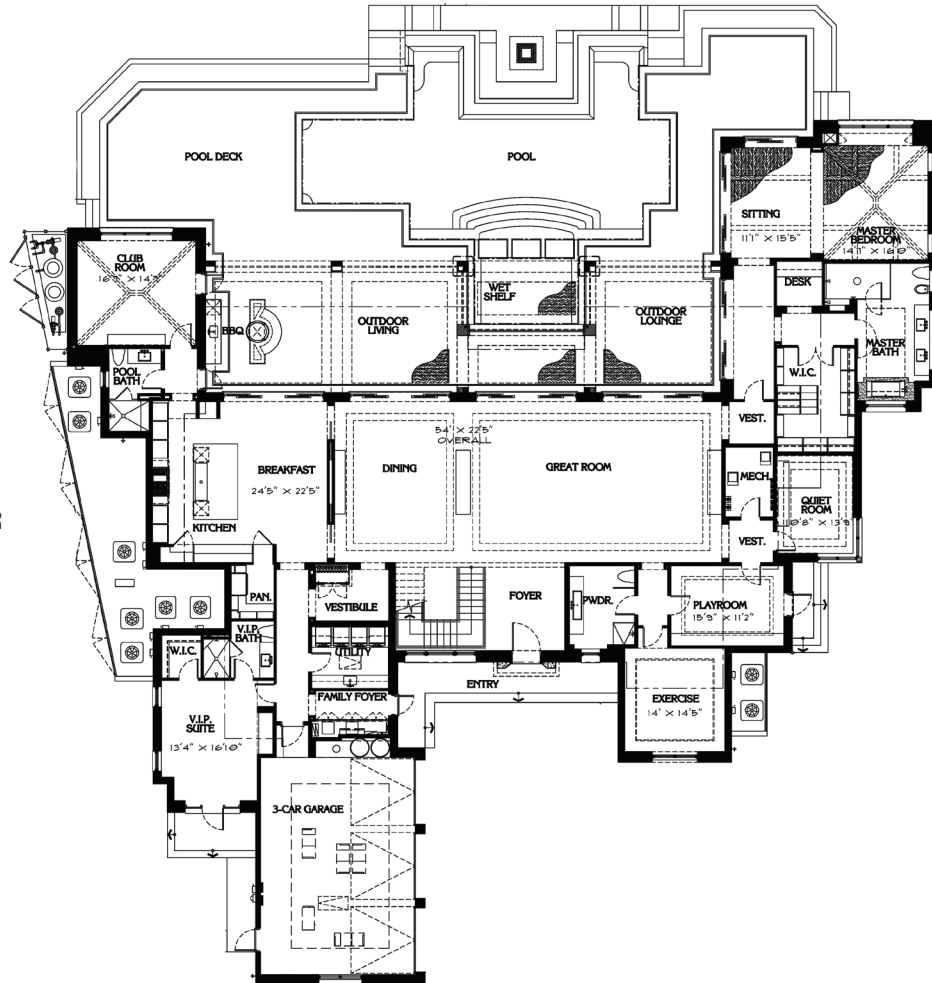 POOL DECK
POOL
SITTING
11'1" X 15'5"
MASTER
BEDROOM
CLUB
ROOM
DESK
WET
SHELF
OUTDOOR
LIVING
OUTDOOR
LOUNGE
BBQ
MASTER
BATH
POOL
BATH
W.I.C.
VEST.
54' X 22'5"
OVERALL
BREAKFAST
24'5" X 22'5"
DINING
GREAT ROOM
MECH.
KITCHEN
QUIET
ROOM
VEST.
PAN.
VESTIBULE
FOYER
PWDR.
PLAYROOM
15'9" X 11'2"
V.I.P.
BATH
W.I.C.
UTILITY
ENTRY
FAMILY FOYER
EXERCISE
14' X 14'5"
V.I.P.
SUITE
13'4" X 16'10"
3-CAR GARAGE